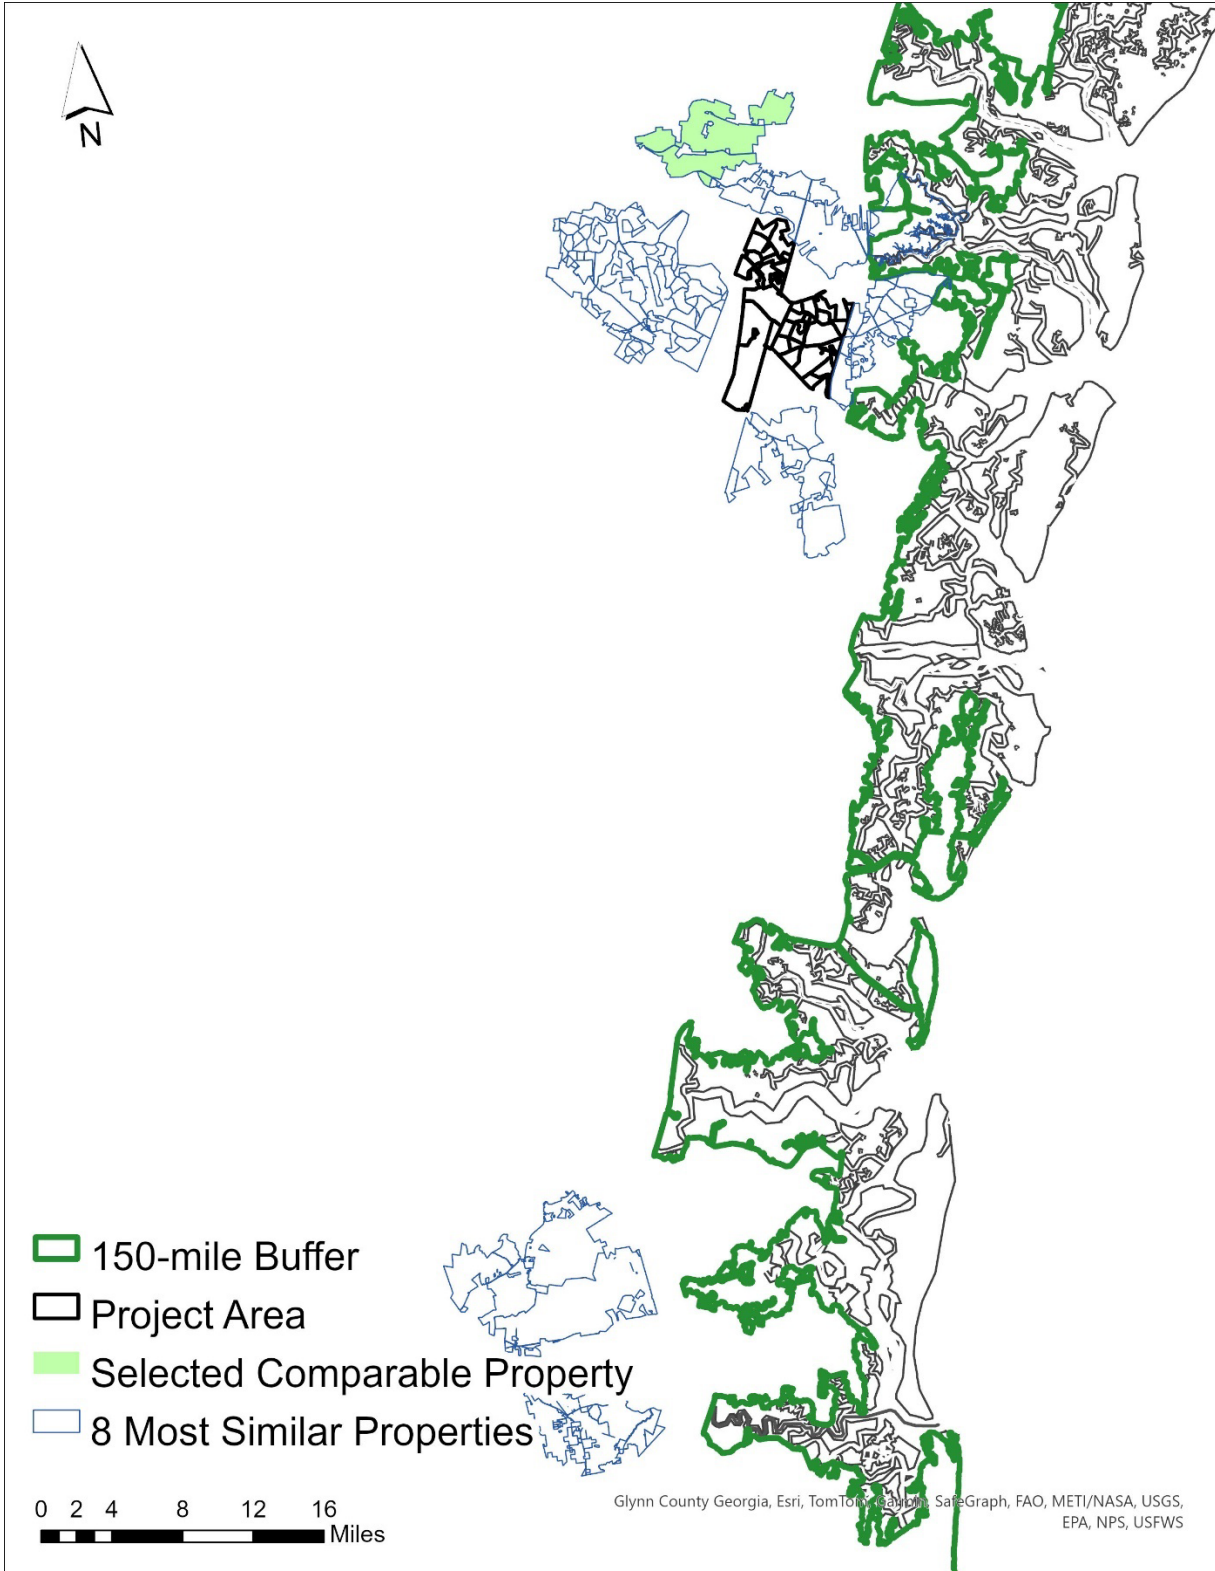 N
150-mile Buffer
Project Area
Selected Comparable Property
8 Most Similar Properties
0 2 4 8 12 16
Miles
Glynn County Georgia, Esri, TomTom, Garmin, SafeGraph, FAO, METI/NASA, USGS,
EPA, NPS, USFWS